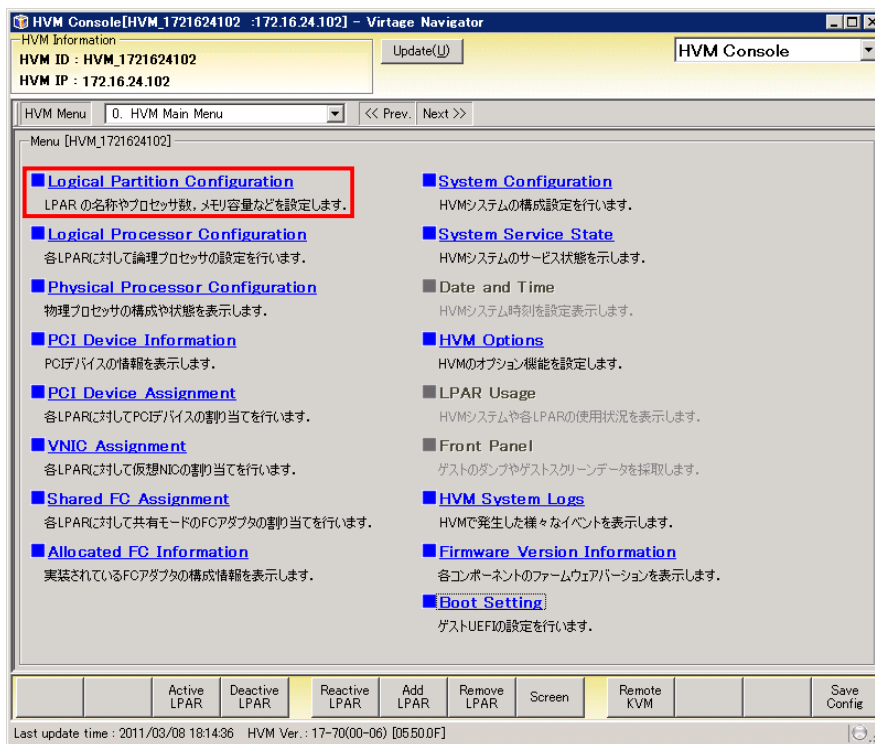 HVM Console[HVM_1721624102 :172.16.24.102] - Virtage Navigator
HVM Information
HVM ID : HVM_1721624102
HVM IP : 172.16.24.102
Update(U)
HVM Console
HVM Menu
0. HVM Main Menu
<< Prev.
Next >>
Menu [HVM_1721624102]
Logical Partition Configuration
LPAR の名称やプロセッサ数，メモリ容量などを設定します．
Logical Processor Configuration
各LPARに対して論理プロセッサの設定を行います．
Physical Processor Configuration
物理プロセッサの構成や状態を表示します．
PCI Device Information
PCIデバイスの情報を表示します．
PCI Device Assignment
各LPARに対してPCIデバイスの割り当てを行います．
VNIC Assignment
各LPARに対して仮想NICの割り当てを行います．
Shared FC Assignment
各LPARに対して共有モードのFCアダプタの割り当てを行います．
Allocated FC Information
実装されているFCアダプタの構成情報を表示します．
System Configuration
HVMシステムの構成設定を行います．
System Service State
HVMシステムのサービス状態を示します．
Date and Time
HVMシステム時刻を設定表示します．
HVM Options
HVMのオプション機能を設定します．
LPAR Usage
HVMシステムや各LPARの使用状況を表示します．
Front Panel
ゲストのダンプやゲストスクリーンデータを採取します．
HVM System Logs
HVMで発生した様々なイベントを表示します．
Firmware Version Information
各コンポーネントのファームウェアバージョンを表示します．
Boot Setting
ゲストUEFIの設定を行います．
Active LPAR
Deactive LPAR
Reactive LPAR
Add LPAR
Remove LPAR
Screen
Remote KVM
Save Config
Last update time : 2011/03/08 18:14:36 HVM Ver. : 17-70(00-06) [05500F]